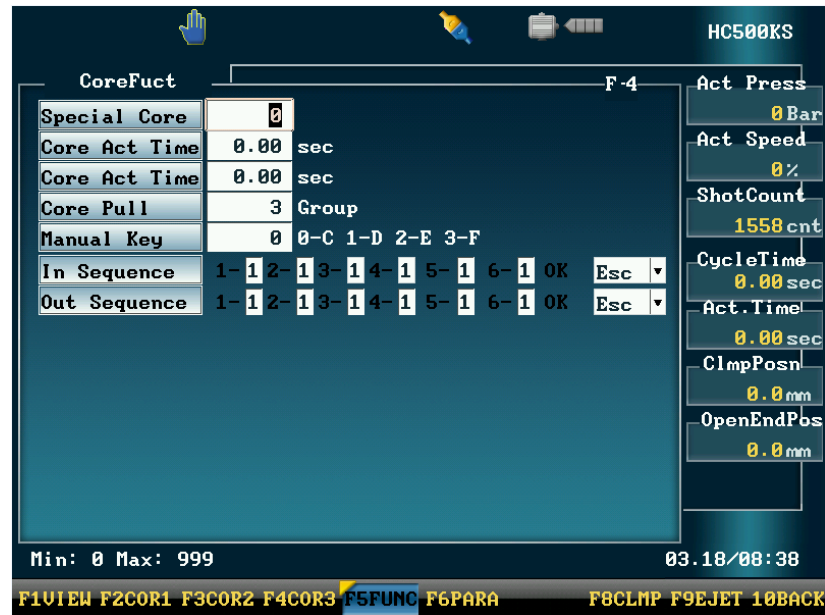 HC500KS
CoreFuct
F-4
Special Core 0
Core Act Time 0.00 sec
Core Act Time 0.00 sec
Core Pull 3 Group
Manual Key 0 0-C 1-D 2-E 3-F
In Sequence 1- 1 2- 1 3- 1 4- 1 5- 1 6- 1 OK Esc
Out Sequence 1- 1 2- 1 3- 1 4- 1 5- 1 6- 1 OK Esc
Act Press
0 Bar
Act Speed
0 %
ShotCount
1558 cnt
CycleTime
0.00 sec
Act.Time
0.00 sec
ClmpPosn
0.0 mm
OpenEndPos
0.0 mm
Min: 0 Max: 999
03.18/08:38
F1VIEW F2COR1 F3COR2 F4COR3 F5FUNC F6PARA F8CLMP F9EJET 10BACK